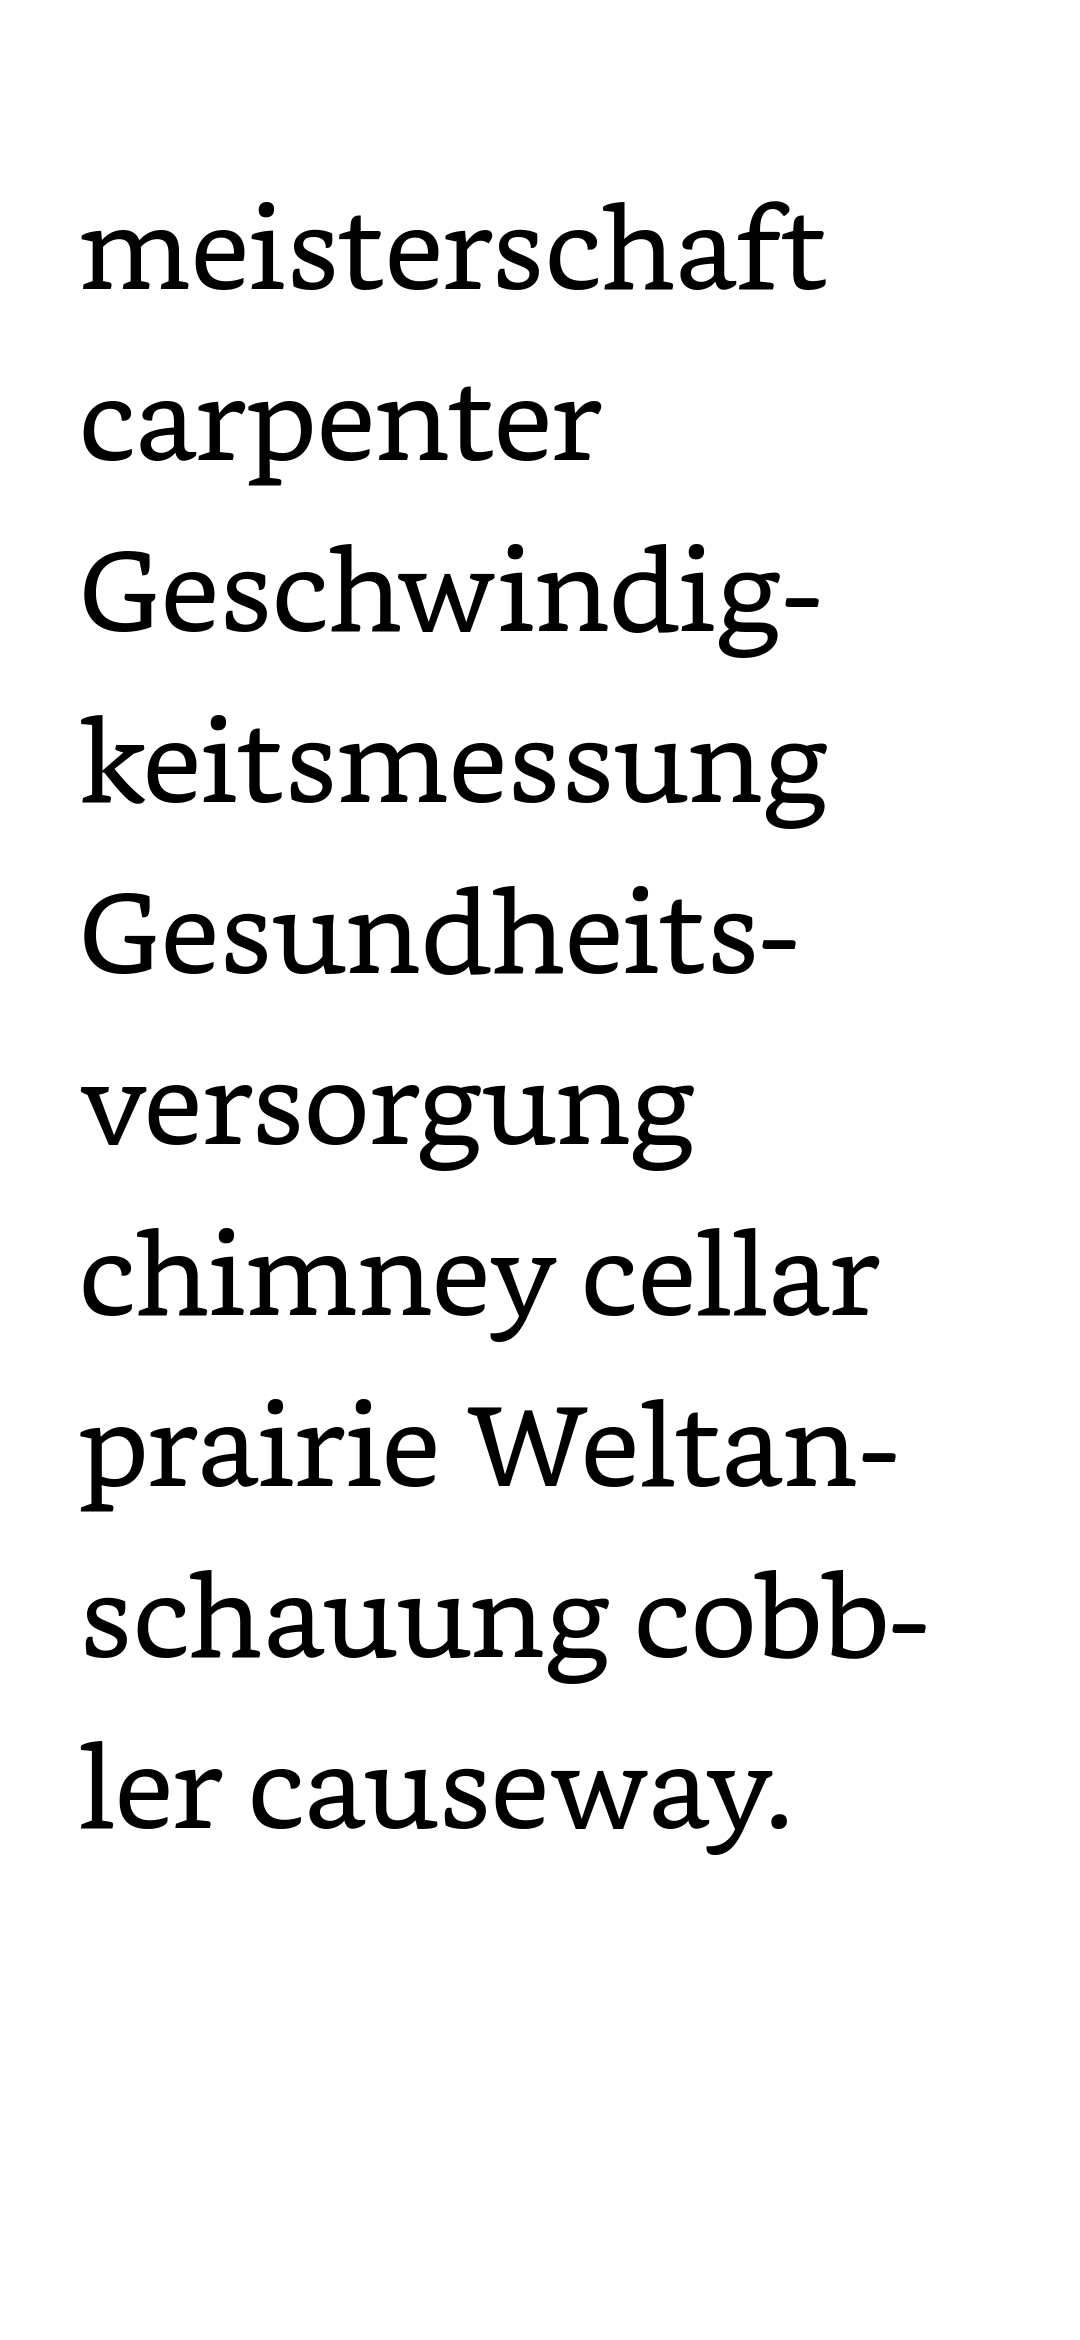 meisterschaft
carpenter
Geschwindig-
keitsmessung
Gesundheits-
versorgung
chimney cellar
prairie Weltan-
schauung cobb-
ler causeway.